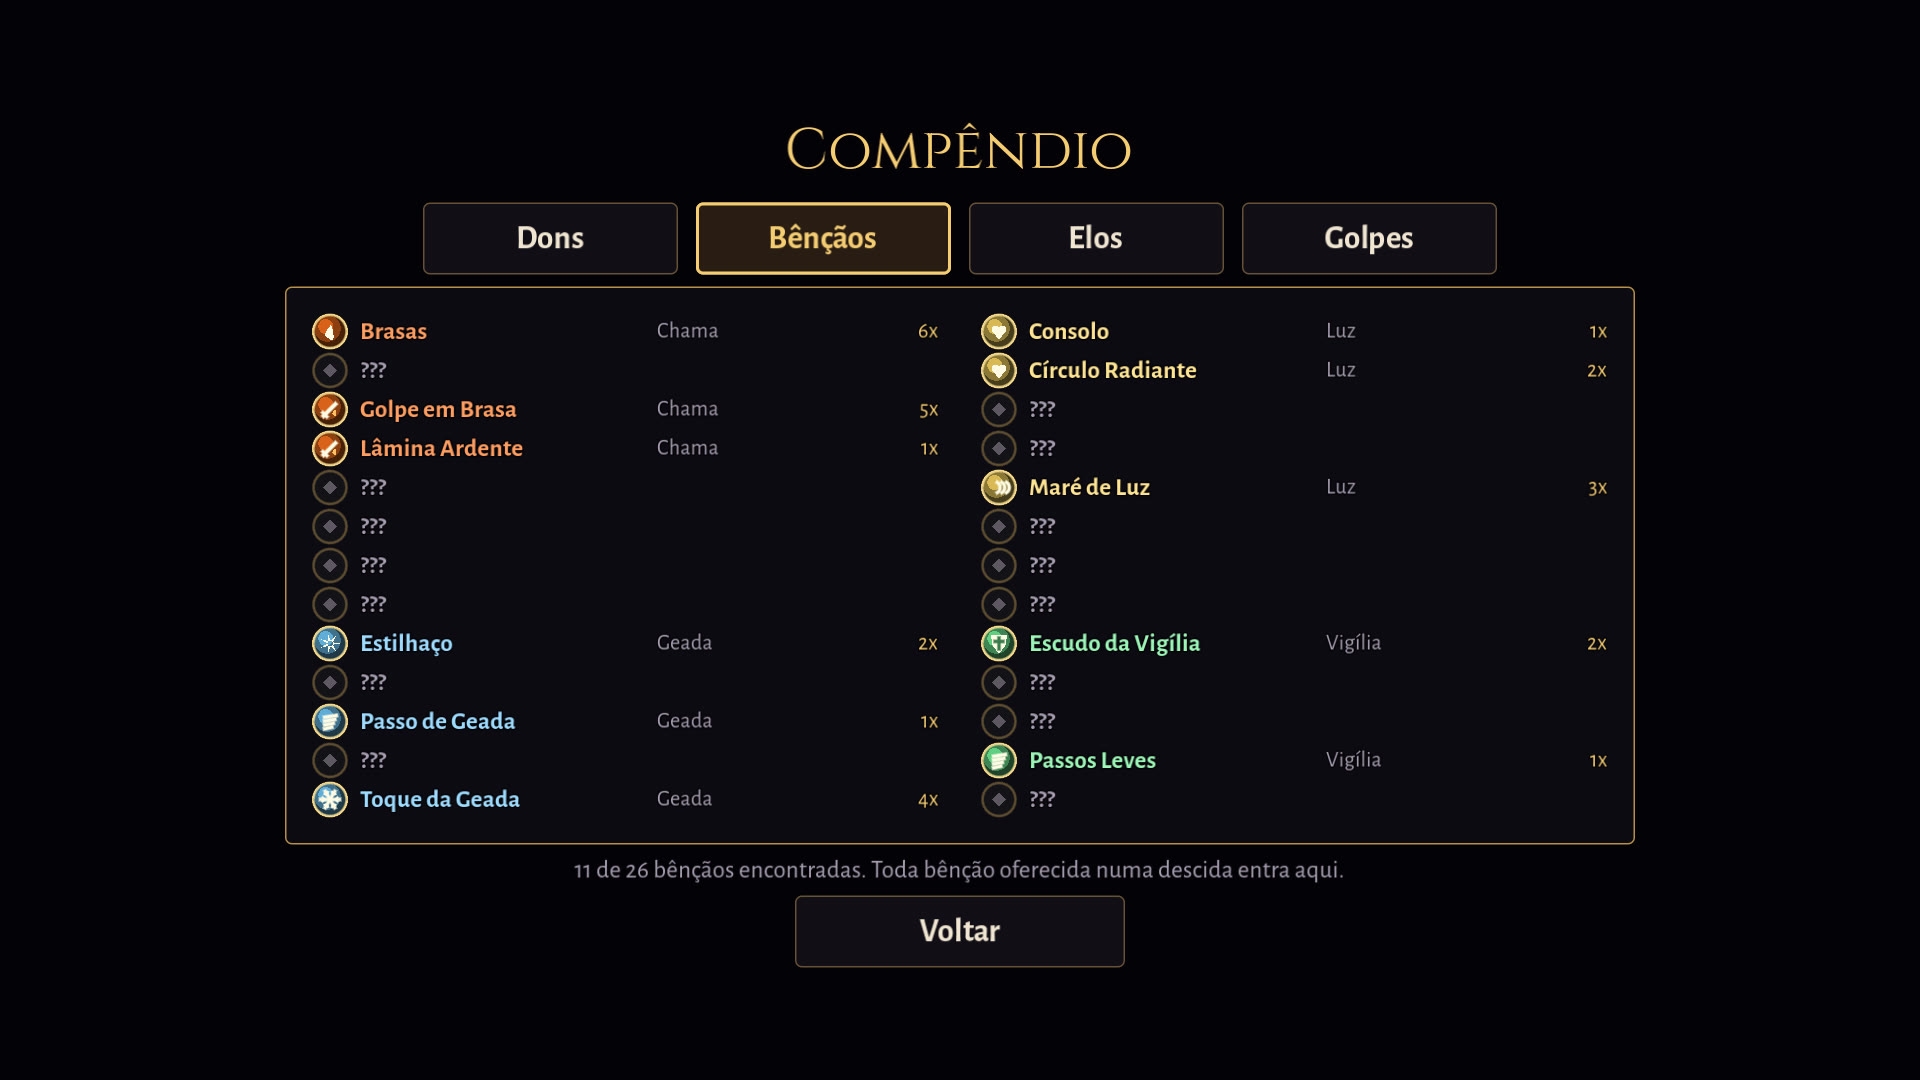 Compêndio
Dons
Bênçãos
Elos
Golpes
Brasas Chama 6x
???
Golpe em Brasa Chama 5x
Lâmina Ardente Chama 1x
???
???
???
???
Estilhaço Geada 2x
???
Passo de Geada Geada 1x
???
Toque da Geada Geada 4x
Consolo Luz 1x
Círculo Radiante Luz 2x
???
???
Maré de Luz Luz 3x
???
???
???
Escudo da Vigília Vigília 2x
???
???
Passos Leves Vigília 1x
???
11 de 26 bênçãos encontradas. Toda bênção oferecida numa descida entra aqui.
Voltar